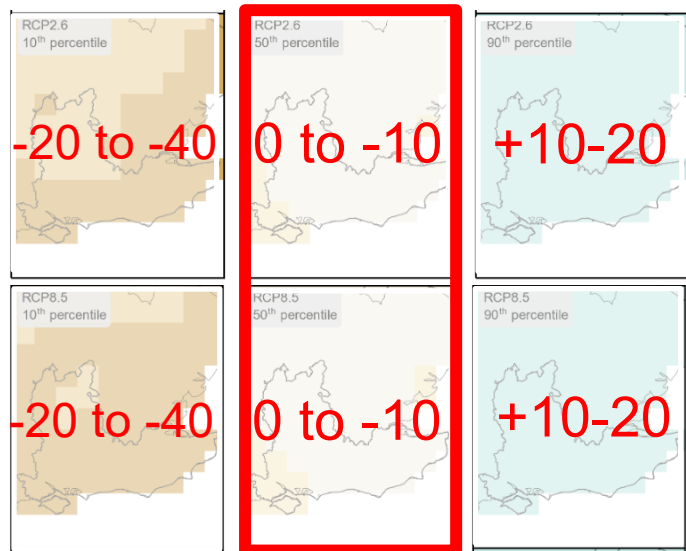 RCP2.6
10th percentile
-20 to -40
RCP2.6
50th percentile
0 to -10
RCP2.6
90th percentile
+10-20
RCP8.5
10th percentile
-20 to -40
RCP8.5
50th percentile
0 to -10
RCP8.5
90th percentile
+10-20